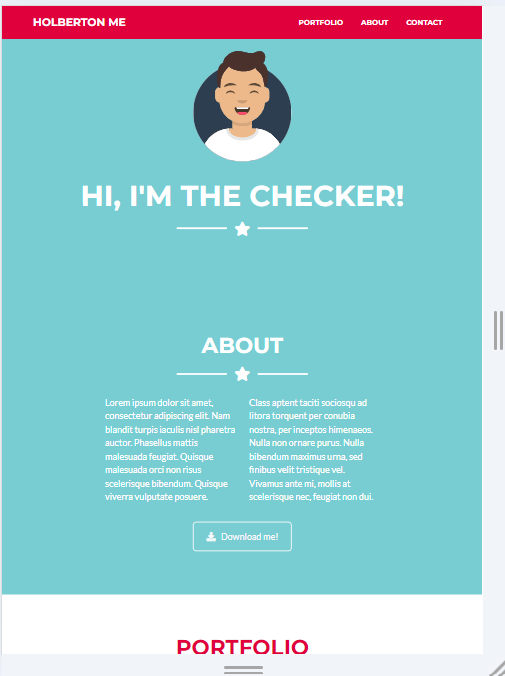 HOLBERTON ME
PORTFOLIO ABOUT CONTACT
HI, I'M THE CHECKER!
ABOUT
Lorem ipsum dolor sit amet,
consectetur adipiscing elit. Nam
blandit turpis iaculis nisl pharetra
auctor. Phasellus mattis
malesuada feugiat. Quisque
malesuada orci non risus
scelerisque bibendum. Quisque
viverra vulputate posuere.
Class aptent taciti sociosqu ad
litora torquent per conubia
nostra, per inceptos himenaeos.
Nulla non ornare purus. Nulla
bibendum maximus urna, sed
finibus velit tristique vel.
Vivamus ante mi, mollis at
scelerisque nec, feugiat non dui.
Download me!
PORTFOLIO